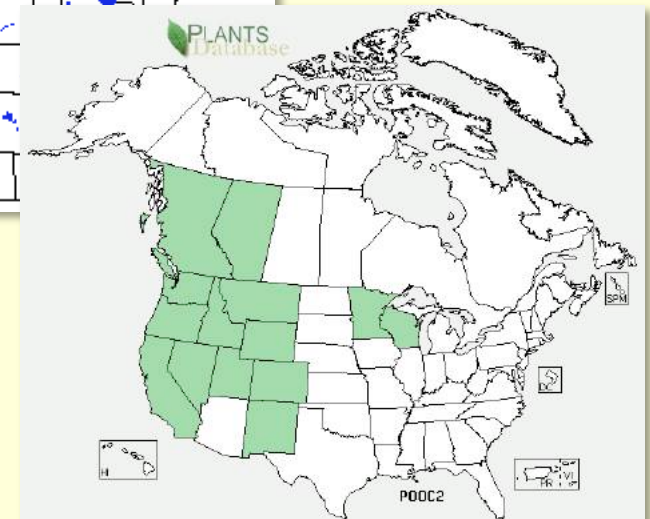 PLANTS
Database
SPM
DC
HI
PR
VI
POOC2